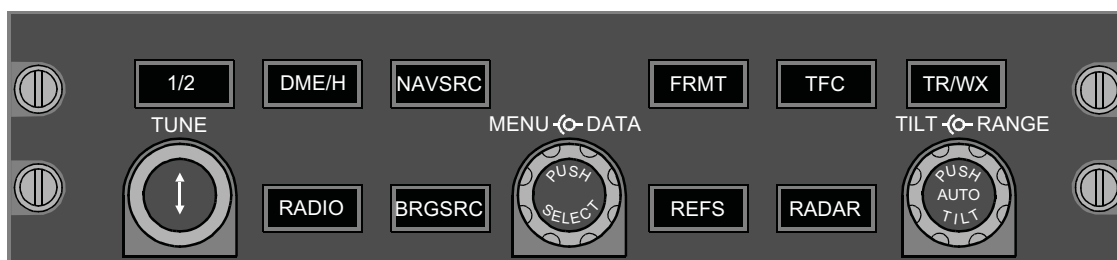 1/2 DME/H NAVSRC FRMT TFC TR/WX
TUNE MENU DATA TILT RANGE
PUSH PUSH
AUTO
SELECT TILT
RADIO BRGSRC REFS RADAR